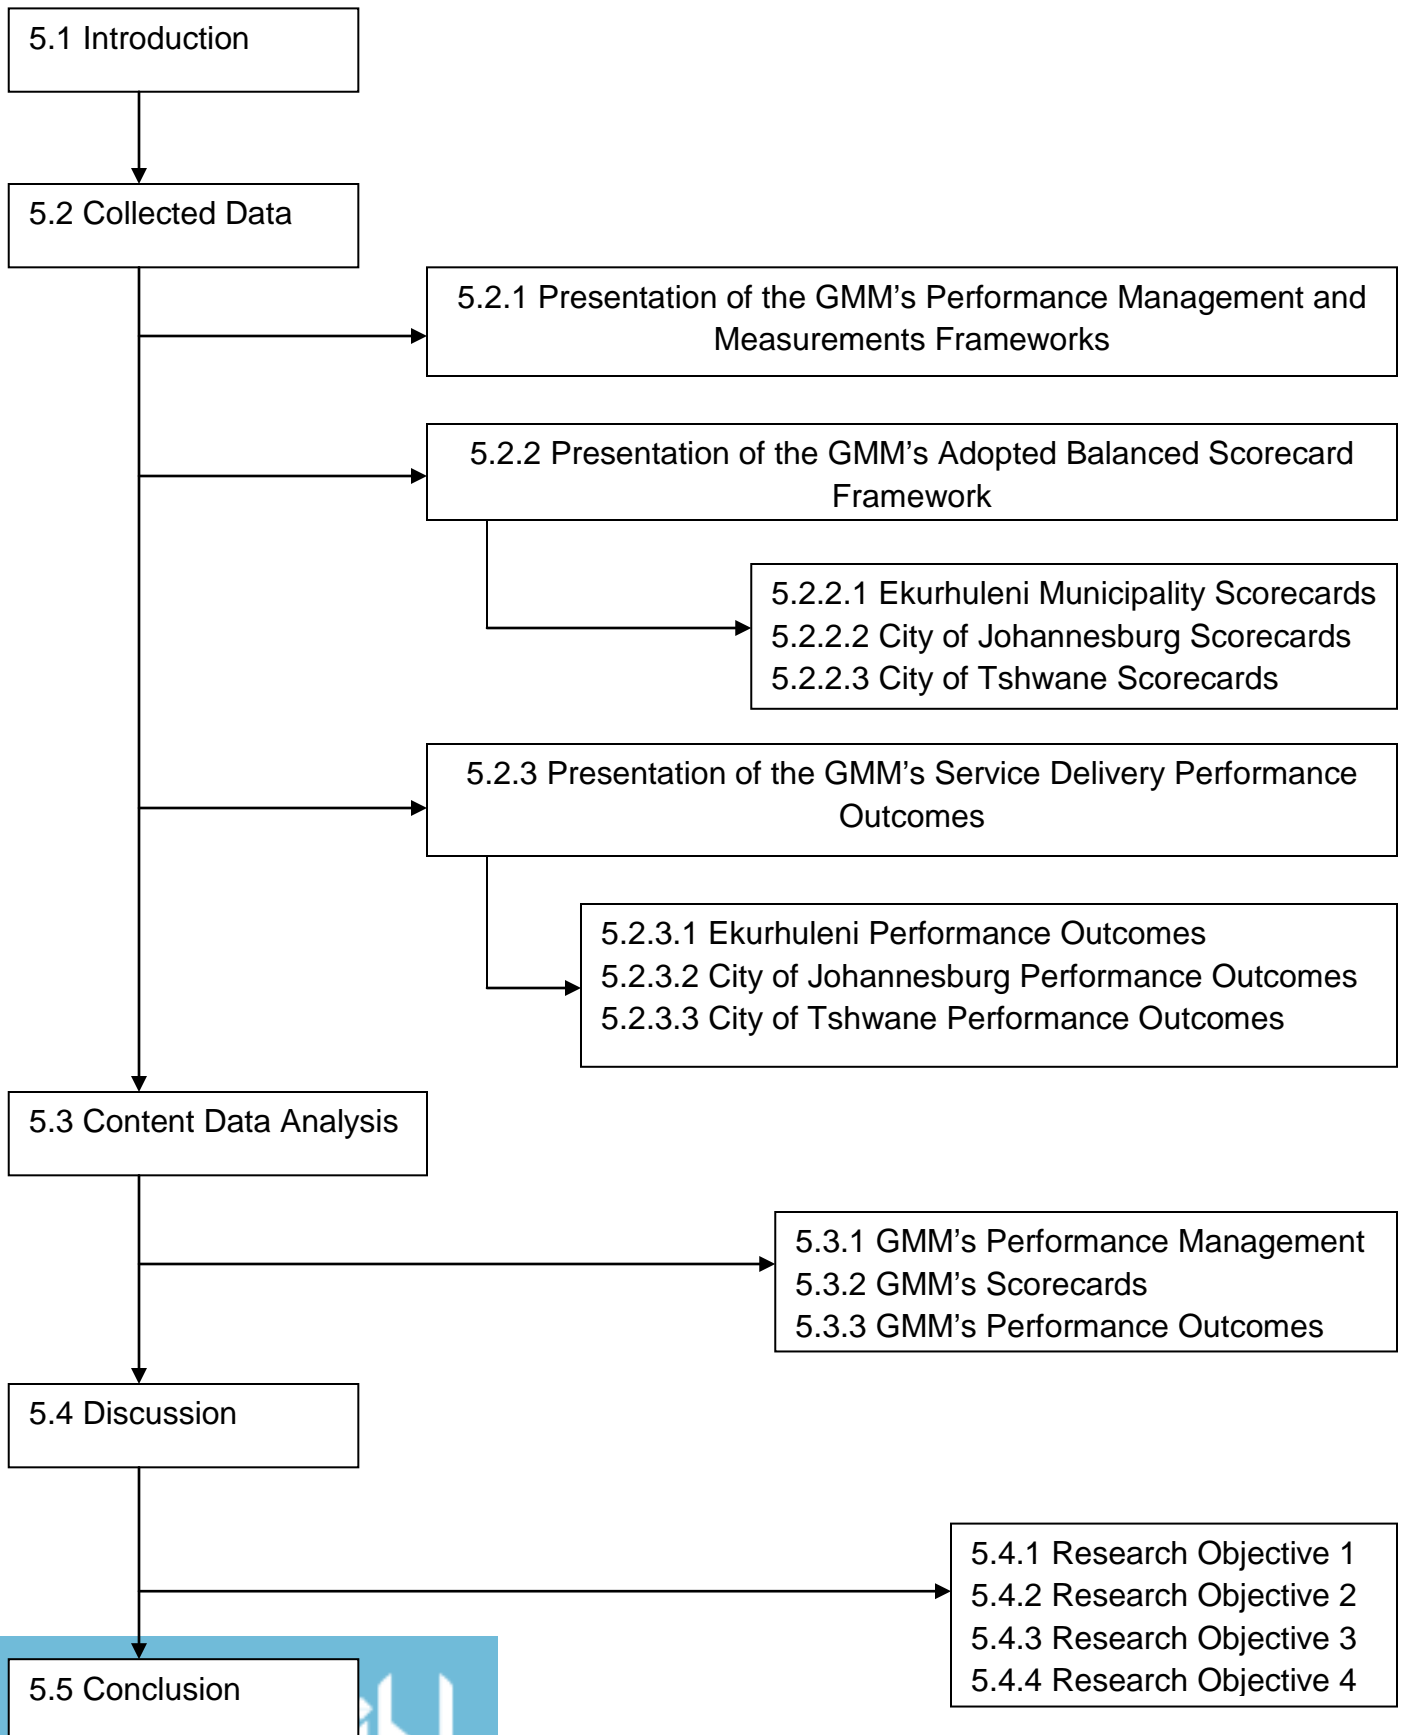 5.1 Introduction
5.2 Collected Data
5.2.1 Presentation of the GMM’s Performance Management and
Measurements Frameworks
5.2.2 Presentation of the GMM’s Adopted Balanced Scorecard
Framework
5.2.2.1 Ekurhuleni Municipality Scorecards
5.2.2.2 City of Johannesburg Scorecards
5.2.2.3 City of Tshwane Scorecards
5.2.3 Presentation of the GMM’s Service Delivery Performance
Outcomes
5.2.3.1 Ekurhuleni Performance Outcomes
5.2.3.2 City of Johannesburg Performance Outcomes
5.2.3.3 City of Tshwane Performance Outcomes
5.3 Content Data Analysis
5.3.1 GMM’s Performance Management
5.3.2 GMM’s Scorecards
5.3.3 GMM’s Performance Outcomes
5.4 Discussion
5.4.1 Research Objective 1
5.4.2 Research Objective 2
5.4.3 Research Objective 3
5.4.4 Research Objective 4
5.5 Conclusion